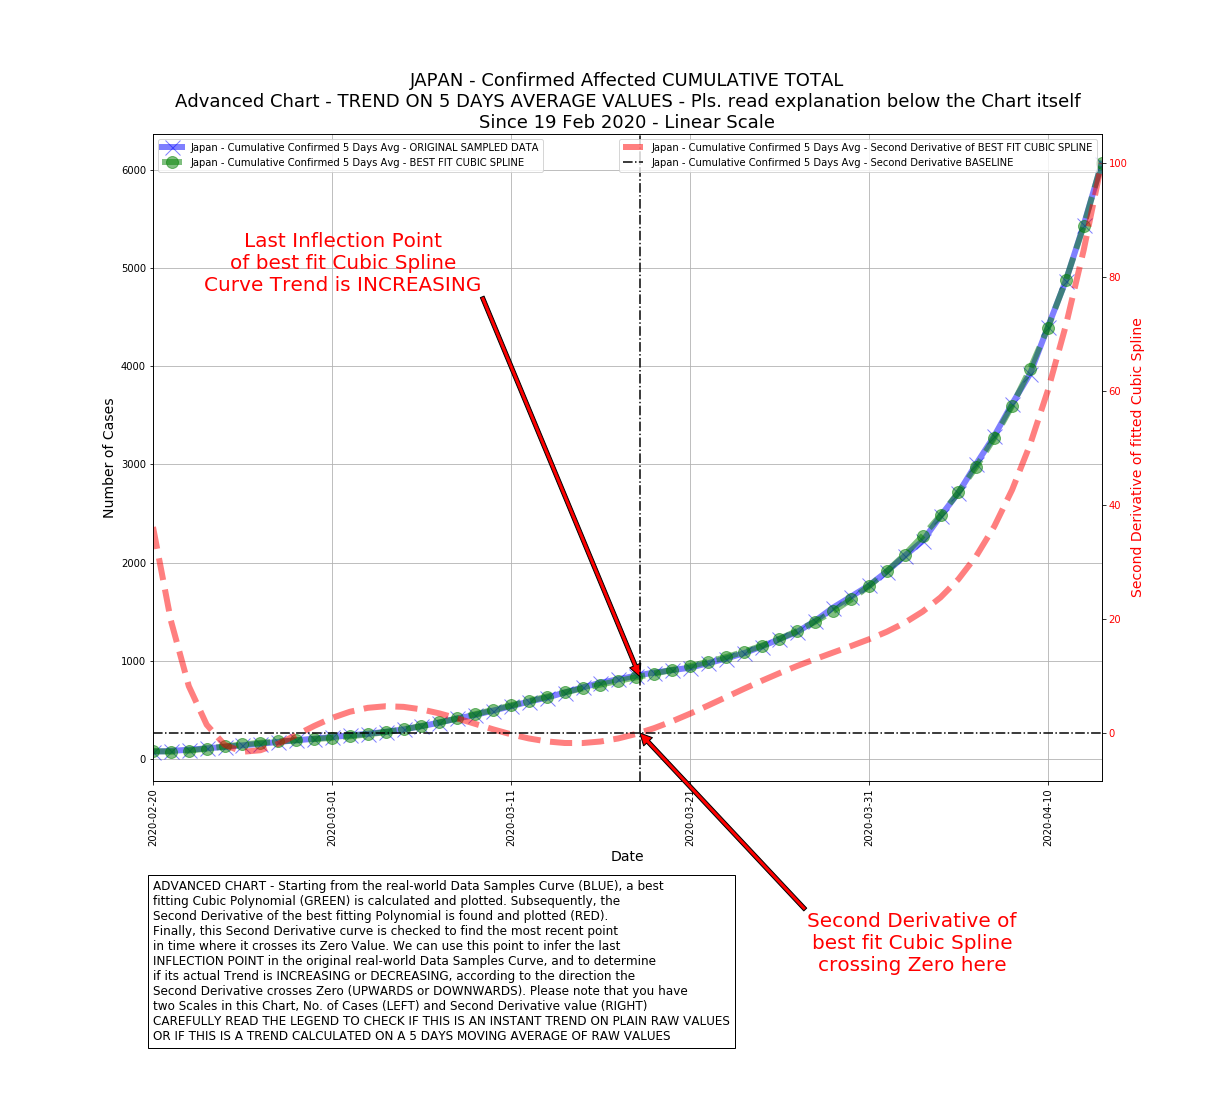 JAPAN - Confirmed Affected CUMULATIVE TOTAL
Advanced Chart - TREND ON 5 DAYS AVERAGE VALUES - Pls. read explanation below the Chart itself
Since 19 Feb 2020 - Linear Scale
Japan - Cumulative Confirmed 5 Days Avg - ORIGINAL SAMPLED DATA
Japan - Cumulative Confirmed 5 Days Avg - BEST FIT CUBIC SPLINE
Japan - Cumulative Confirmed 5 Days Avg - Second Derivative of BEST FIT CUBIC SPLINE
Japan - Cumulative Confirmed 5 Days Avg - Second Derivative BASELINE
Last Inflection Point
of best fit Cubic Spline
Curve Trend is INCREASING
Number of Cases
6000
5000
4000
3000
2000
1000
0
100
80
60
40
20
0
Second Derivative of fitted Cubic Spline
2020-02-20
2020-03-01
2020-03-11
2020-03-21
2020-03-31
2020-04-10
Date
Second Derivative of
best fit Cubic Spline
crossing Zero here
ADVANCED CHART - Starting from the real-world Data Samples Curve (BLUE), a best
fitting Cubic Polynomial (GREEN) is calculated and plotted. Subsequently, the
Second Derivative of the best fitting Polynomial is found and plotted (RED).
Finally, this Second Derivative curve is checked to find the most recent point
in time where it crosses its Zero Value. We can use this point to infer the last
INFLECTION POINT in the original real-world Data Samples Curve, and to determine
if its actual Trend is INCREASING or DECREASING, according to the direction the
Second Derivative crosses Zero (UPWARDS or DOWNWARDS). Please note that you have
two Scales in this Chart, No. of Cases (LEFT) and Second Derivative value (RIGHT)
CAREFULLY READ THE LEGEND TO CHECK IF THIS IS AN INSTANT TREND ON PLAIN RAW VALUES
OR IF THIS IS A TREND CALCULATED ON A 5 DAYS MOVING AVERAGE OF RAW VALUES